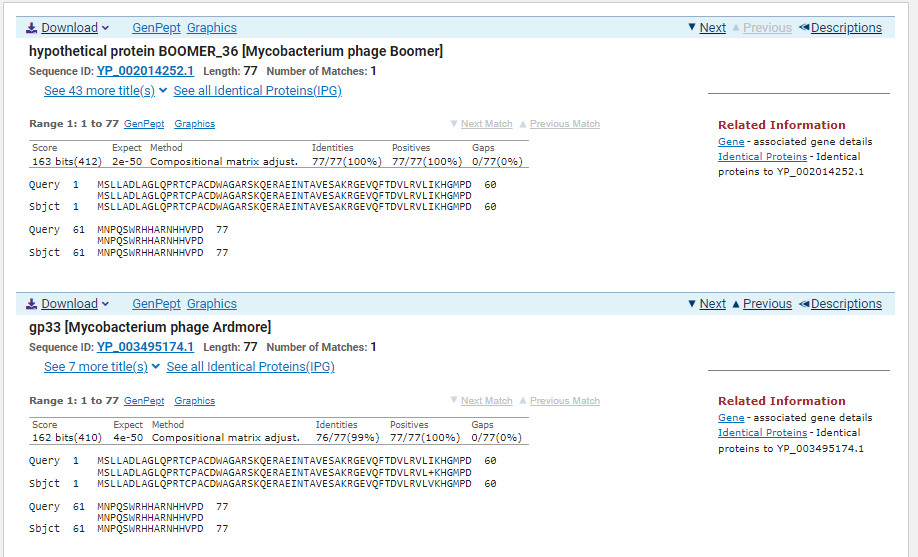 Download GenPept Graphics Next Previous Descriptions
hypothetical protein BOOMER_36 [Mycobacterium phage Boomer]
Sequence ID: YP_002014252.1 Length: 77 Number of Matches: 1
See 43 more title(s) See all Identical Proteins(IPG)
Range 1: 1 to 77 GenPept Graphics Next Match Previous Match
Score Expect Method Identities Positives Gaps
163 bits(412) 2e-50 Compositional matrix adjust. 77/77(100%) 77/77(100%) 0/77(0%)
Query 1 MSLLADLAGLQPRTCPACDWAGARSKQERAEINTAVESAKRGEVQFTDVLRVLIKHGMPD 60
MSLLADLAGLQPRTCPACDWAGARSKQERAEINTAVESAKRGEVQFTDVLRVLIKHGMPD
Sbjct 1 MSLLADLAGLQPRTCPACDWAGARSKQERAEINTAVESAKRGEVQFTDVLRVLIKHGMPD 60
Query 61 MNPQSWRHHARNHHVPD 77
MNPQSWRHHARNHHVPD
Sbjct 61 MNPQSWRHHARNHHVPD 77
Related Information
Gene - associated gene details
Identical Proteins - Identical
proteins to YP_002014252.1
Download GenPept Graphics Next Previous Descriptions
gp33 [Mycobacterium phage Ardmore]
Sequence ID: YP_003495174.1 Length: 77 Number of Matches: 1
See 7 more title(s) See all Identical Proteins(IPG)
Range 1: 1 to 77 GenPept Graphics Next Match Previous Match
Score Expect Method Identities Positives Gaps
162 bits(410) 4e-50 Compositional matrix adjust. 76/77(99%) 77/77(100%) 0/77(0%)
Query 1 MSLLADLAGLQPRTCPACDWAGARSKQERAEINTAVESAKRGEVQFTDVLRVLIKHGMPD 60
MSLLADLAGLQPRTCPACDWAGARSKQERAEINTAVESAKRGEVQFTDVLRVL+KHGMPD
Sbjct 1 MSLLADLAGLQPRTCPACDWAGARSKQERAEINTAVESAKRGEVQFTDVLRVLVKHGMPD 60
Query 61 MNPQSWRHHARNHHVPD 77
MNPQSWRHHARNHHVPD
Sbjct 61 MNPQSWRHHARNHHVPD 77
Related Information
Gene - associated gene details
Identical Proteins - Identical
proteins to YP_003495174.1